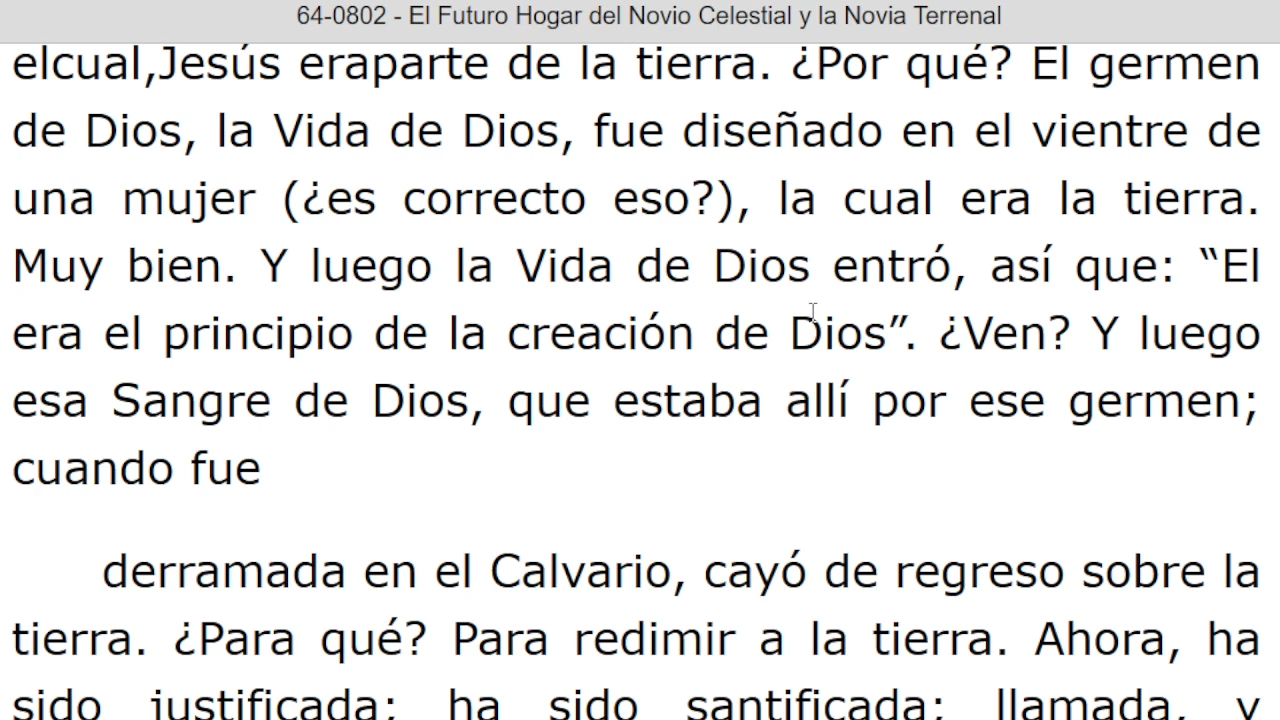 64-0802 - El Futuro Hogar del Novio Celestial y la Novia Terrenal
elcual,Jesús eraparte de la tierra. ¿Por qué? El germen
de Dios, la Vida de Dios, fue diseñado en el vientre de
una mujer (¿es correcto eso?), la cual era la tierra.
Muy bien. Y luego la Vida de Dios entró, así que: “El
era el principio de la creación de Dios”. ¿Ven? Y luego
esa Sangre de Dios, que estaba allí por ese germen;
cuando fue
derramada en el Calvario, cayó de regreso sobre la
tierra. ¿Para qué? Para redimir a la tierra. Ahora, ha
sido justificada; ha sido santificada; llamada, y